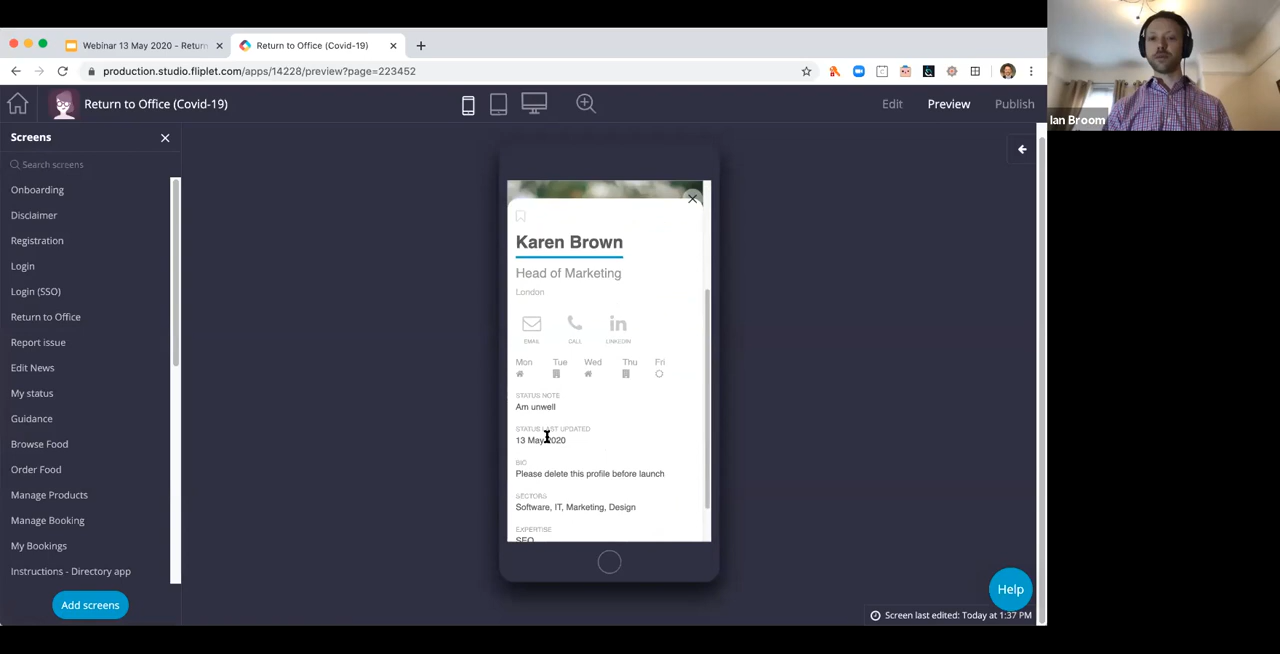 Webinar 13 May 2020 - Return
Return to Office (Covid-19)
production.studio.fliplet.com/apps/14228/preview?page=223452
Return to Office (Covid-19)
Edit
Preview
Publish
Ian Broom
Screens
Search screens
Onboarding
Disclaimer
Registration
Login
Login (SSO)
Return to Office
Report issue
Edit News
My status
Guidance
Browse Food
Order Food
Manage Products
Manage Booking
My Bookings
Instructions - Directory app
Add screens
Karen Brown
Head of Marketing
London
EMAIL CALL LINKEDIN
Mon Tue Wed Thu Fri
STATUS NOTE
Am unwell
STATUS LAST UPDATED
13 May 2020
BIO
Please delete this profile before launch
SECTORS
Software, IT, Marketing, Design
EXPERTISE
SEO
Help
Screen last edited: Today at 1:37 PM